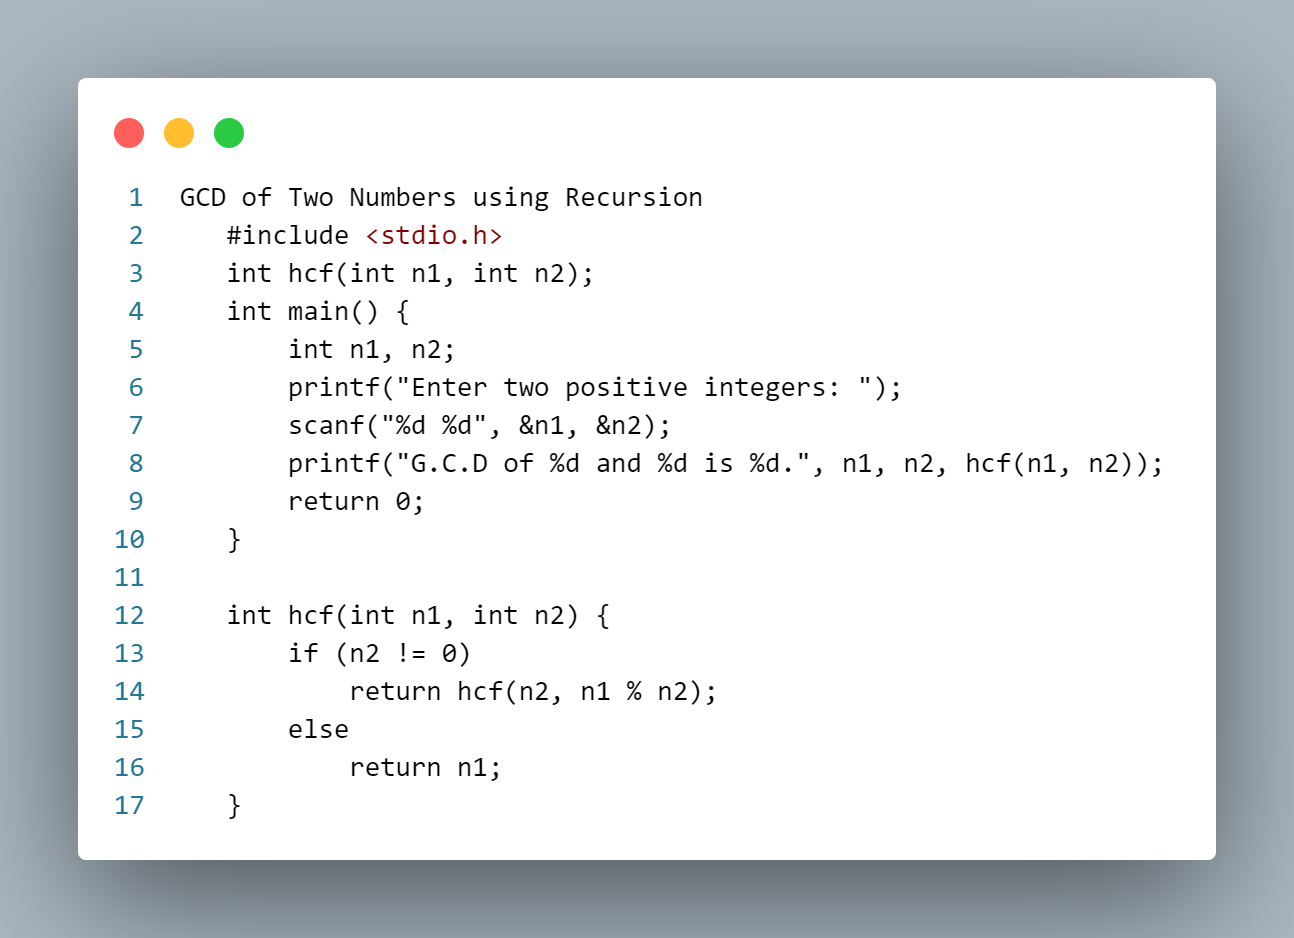 1 GCD of Two Numbers using Recursion
2    #include <stdio.h>
3    int hcf(int n1, int n2);
4    int main() {
5        int n1, n2;
6        printf("Enter two positive integers: ");
7        scanf("%d %d", &n1, &n2);
8        printf("G.C.D of %d and %d is %d.", n1, n2, hcf(n1, n2));
9        return 0;
10    }
11
12    int hcf(int n1, int n2) {
13        if (n2 != 0)
14            return hcf(n2, n1 % n2);
15        else
16            return n1;
17    }